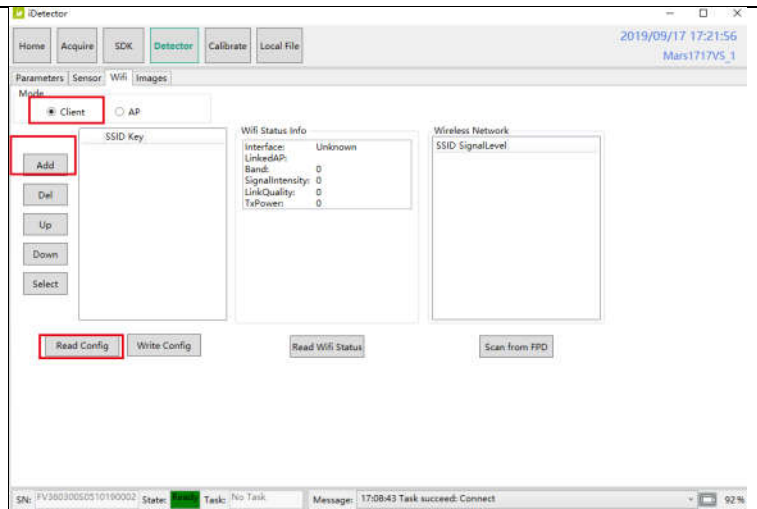 iDetector
Home Acquire SDK Detector Calibrate Local File
2019/09/17 17:21:56
Mars1717VS_1
Parameters Sensor Wifi Images
Mode
Client AP
SSID Key
Wifi Status Info
Wireless Network
Interface: Unknown
SSID SignalLevel
LinkedAP:
Band: 0
SignalIntensity: 0
LinkQuality: 0
TxPower: 0
Add
Del
Up
Down
Select
Read Config Write Config Read Wifi Status Scan from FPD
SN: State: Ready Task: No Task Message: 17:08:43 Task succeed: Connect 92%